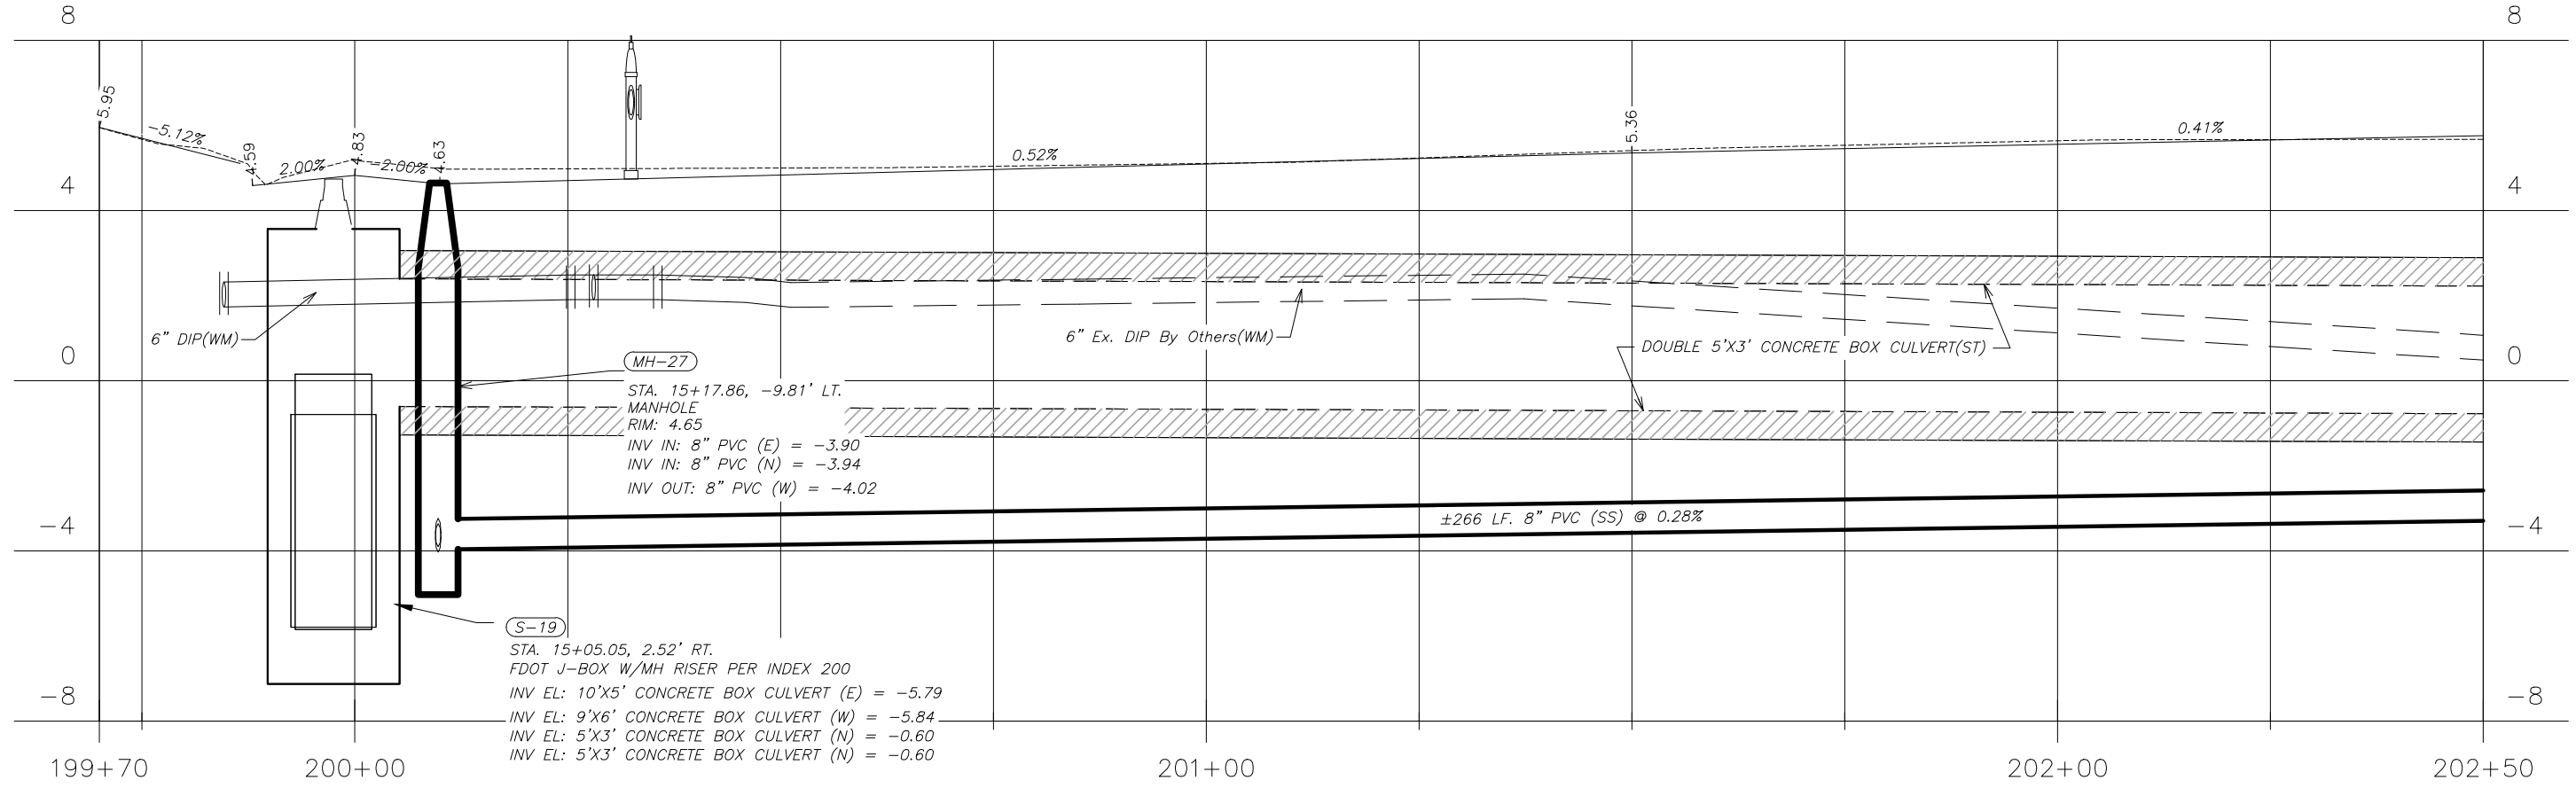 8
8
5.95
-5.12%
4.59
2.00%
4.83
-2.00%
4.63
0.52%
5.36
0.41%
4
4
6" DIP(WM)
6" Ex. DIP By Others(WM)
DOUBLE 5'X3' CONCRETE BOX CULVERT(ST)
0
0
MH-27
STA. 15+17.86, -9.81' LT.
MANHOLE
RIM: 4.65
INV IN: 8" PVC (E) = -3.90
INV IN: 8" PVC (N) = -3.94
INV OUT: 8" PVC (W) = -4.02
±266 LF. 8" PVC (SS) @ 0.28%
-4
-4
S-19
STA. 15+05.05, 2.52' RT.
FDOT J-BOX W/MH RISER PER INDEX 200
INV EL: 10'X5' CONCRETE BOX CULVERT (E) = -5.79
INV EL: 9'X6' CONCRETE BOX CULVERT (W) = -5.84
INV EL: 5'X3' CONCRETE BOX CULVERT (N) = -0.60
INV EL: 5'X3' CONCRETE BOX CULVERT (N) = -0.60
-8
-8
199+70
200+00
201+00
202+00
202+50